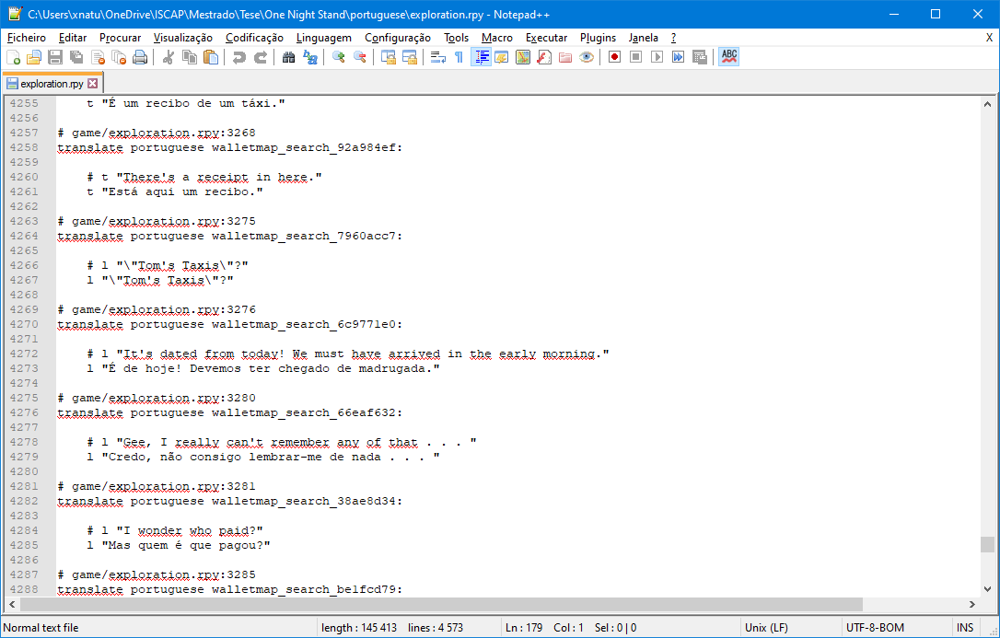 C:\Users\xnatu\OneDrive\ISCAP\Mestrado\Tese\One Night Stand\portuguese\exploration.rpy - Notepad++
Ficheiro Editar Procurar Visualização Codificação Linguagem Configuração Tools Macro Executar Plugins Janela ? X
ABC
exploration.rpy
4255 t "É um recibo de um táxi."
4256
4257 # game/exploration.rpy:3268
4258 translate portuguese walletmap_search_92a984ef:
4259
4260 # t "There's a receipt in here."
4261 t "Está aqui um recibo."
4262
4263 # game/exploration.rpy:3275
4264 translate portuguese walletmap_search_7960acc7:
4265
4266 # l "\"Tom's Taxis\"?"
4267 l "\"Tom's Taxis\"?"
4268
4269 # game/exploration.rpy:3276
4270 translate portuguese walletmap_search_6c9771e0:
4271
4272 # l "It's dated from today! We must have arrived in the early morning."
4273 l "É de hoje! Devemos ter chegado de madrugada."
4274
4275 # game/exploration.rpy:3280
4276 translate portuguese walletmap_search_66eaf632:
4277
4278 # l "Gee, I really can't remember any of that . . . "
4279 l "Credo, não consigo lembrar-me de nada . . . "
4280
4281 # game/exploration.rpy:3281
4282 translate portuguese walletmap_search_38ae8d34:
4283
4284 # l "I wonder who paid?"
4285 l "Mas quem é que pagou?"
4286
4287 # game/exploration.rpy:3285
4288 translate portuguese walletmap_search_be1fcd79:
Normal text file length : 145 413 lines : 4 573 Ln : 179 Col : 1 Sel : 0 | 0 Unix (LF) UTF-8-BOM INS